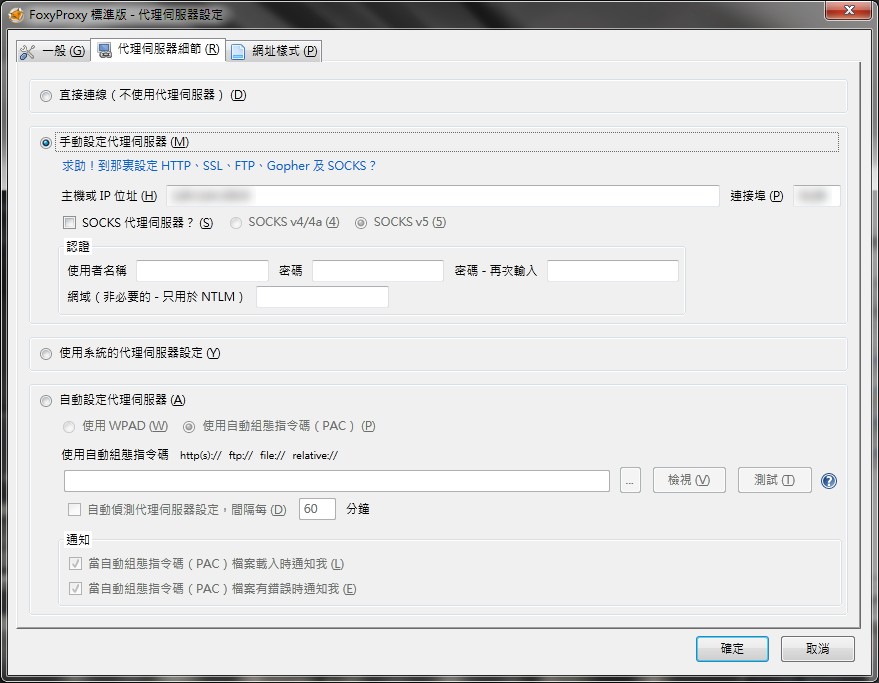 FoxyProxy 標準版 - 代理伺服器設定
一般 (G) 代理伺服器細節 (R) 網址樣式 (P)
直接連線（不使用代理伺服器）(D)
手動設定代理伺服器 (M)
求助！到那裏設定 HTTP、SSL、FTP、Gopher 及 SOCKS？
主機或 IP 位址 (H) 連接埠 (P)
SOCKS 代理伺服器？(S) SOCKS v4/4a (4) SOCKS v5 (5)
認證
使用者名稱 密碼 密碼 - 再次輸入
網域（非必要的 - 只用於 NTLM）
使用系統的代理伺服器設定 (Y)
自動設定代理伺服器 (A)
使用 WPAD (W) 使用自動組態指令碼（PAC）(P)
使用自動組態指令碼 http(s):// ftp:// file:// relative://
... 檢視 (V) 測試 (T) ?
自動偵測代理伺服器設定，間隔每 (D) 60 分鐘
通知
當自動組態指令碼（PAC）檔案載入時通知我 (L)
當自動組態指令碼（PAC）檔案有錯誤時通知我 (E)
確定 取消